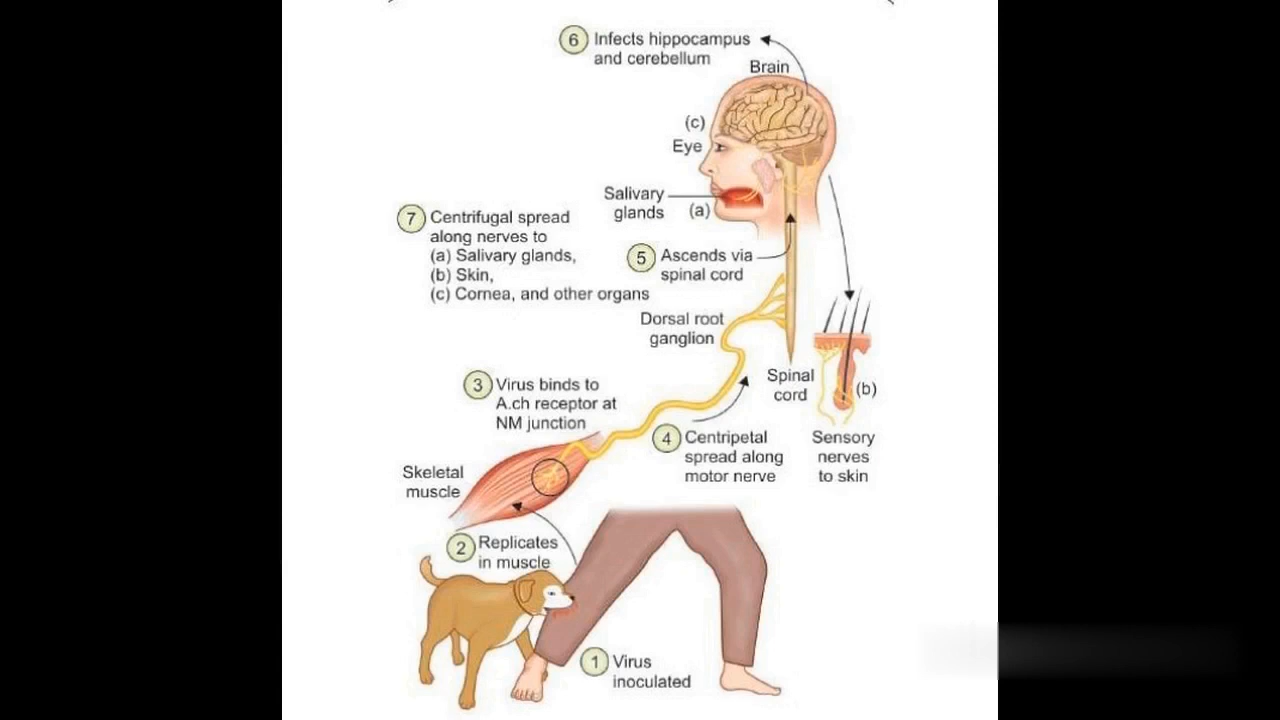 6 Infects hippocampus
and cerebellum
Brain
(c)
Eye
Salivary
glands
(a)
7 Centrifugal spread
along nerves to
(a) Salivary glands,
(b) Skin,
(c) Cornea, and other organs
5 Ascends via
spinal cord
Dorsal root
ganglion
Spinal
cord
(b)
3 Virus binds to
A.ch receptor at
NM junction
4 Centripetal
spread along
motor nerve
Sensory
nerves
to skin
Skeletal
muscle
2 Replicates
in muscle
1 Virus
inoculated